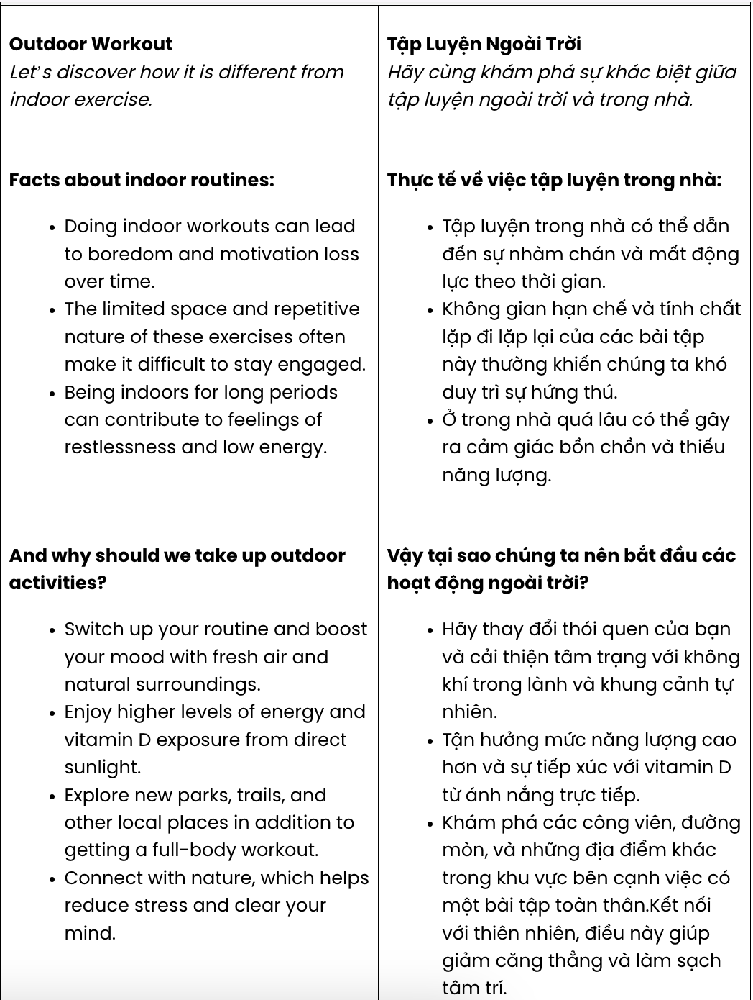 Outdoor Workout
Let's discover how it is different from
indoor exercise.
Facts about indoor routines:
• Doing indoor workouts can lead
to boredom and motivation loss
over time.
• The limited space and repetitive
nature of these exercises often
make it difficult to stay engaged.
• Being indoors for long periods
can contribute to feelings of
restlessness and low energy.
And why should we take up outdoor
activities?
• Switch up your routine and boost
your mood with fresh air and
natural surroundings.
• Enjoy higher levels of energy and
vitamin D exposure from direct
sunlight.
• Explore new parks, trails, and
other local places in addition to
getting a full-body workout.
• Connect with nature, which helps
reduce stress and clear your
mind.
Tập Luyện Ngoài Trời
Hãy cùng khám phá sự khác biệt giữa
tập luyện ngoài trời và trong nhà.
Thực tế về việc tập luyện trong nhà:
• Tập luyện trong nhà có thể dẫn
đến sự nhàm chán và mất động
lực theo thời gian.
• Không gian hạn chế và tính chất
lặp đi lặp lại của các bài tập
này thường khiến chúng ta khó
duy trì sự hứng thú.
• Ở trong nhà quá lâu có thể gây
ra cảm giác bồn chồn và thiếu
năng lượng.
Vậy tại sao chúng ta nên bắt đầu các
hoạt động ngoài trời?
• Hãy thay đổi thói quen của bạn
và cải thiện tâm trạng với không
khí trong lành và khung cảnh tự
nhiên.
• Tận hưởng mức năng lượng cao
hơn và sự tiếp xúc với vitamin D
từ ánh nắng trực tiếp.
• Khám phá các công viên, đường
mòn, và những địa điểm khác
trong khu vực bên cạnh việc có
một bài tập toàn thân.Kết nối
với thiên nhiên, điều này giúp
giảm căng thẳng và làm sạch
tâm trí.